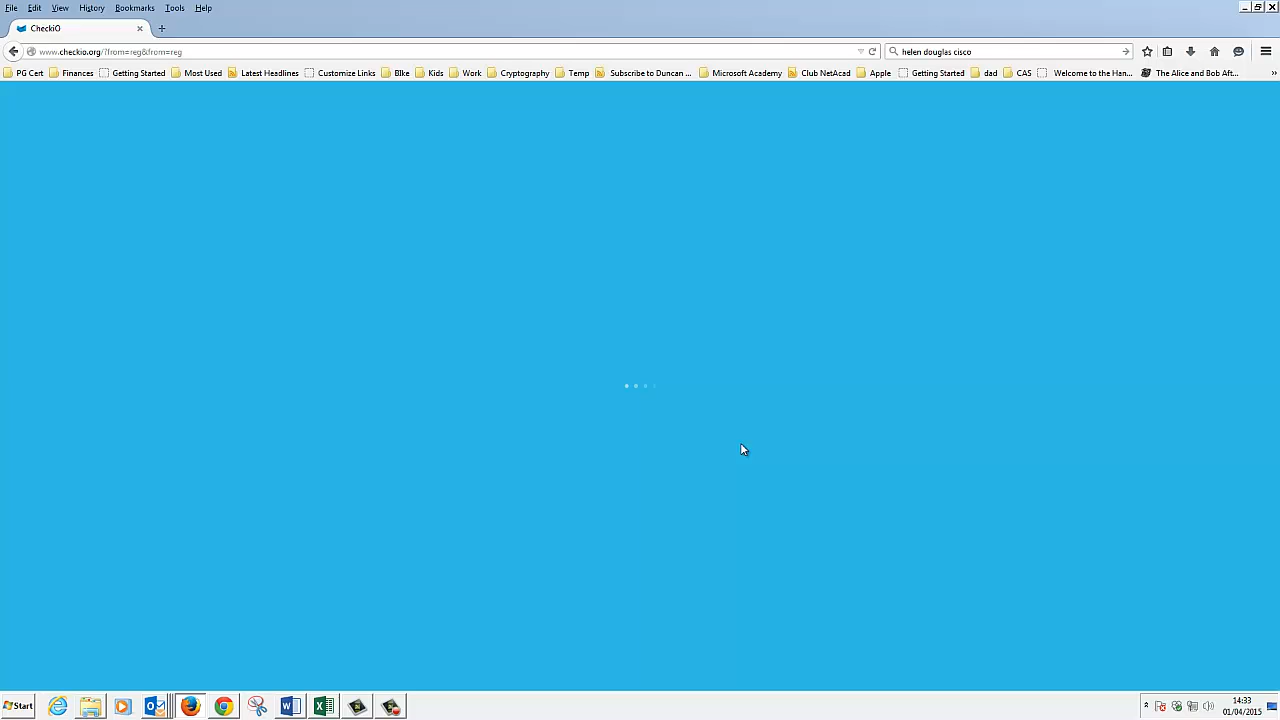 File Edit View History Bookmarks Tools Help
CheckiO
www.checkio.org/?from=reg&from=reg
helen douglas cisco
PG Cert Finances Getting Started Most Used Latest Headlines Customize Links BIke Kids Work Cryptography Temp Subscribe to Duncan ... Microsoft Academy Club NetAcad Apple Getting Started dad CAS Welcome to the Han... The Alice and Bob Aft...
Start
14:33
01/04/2015